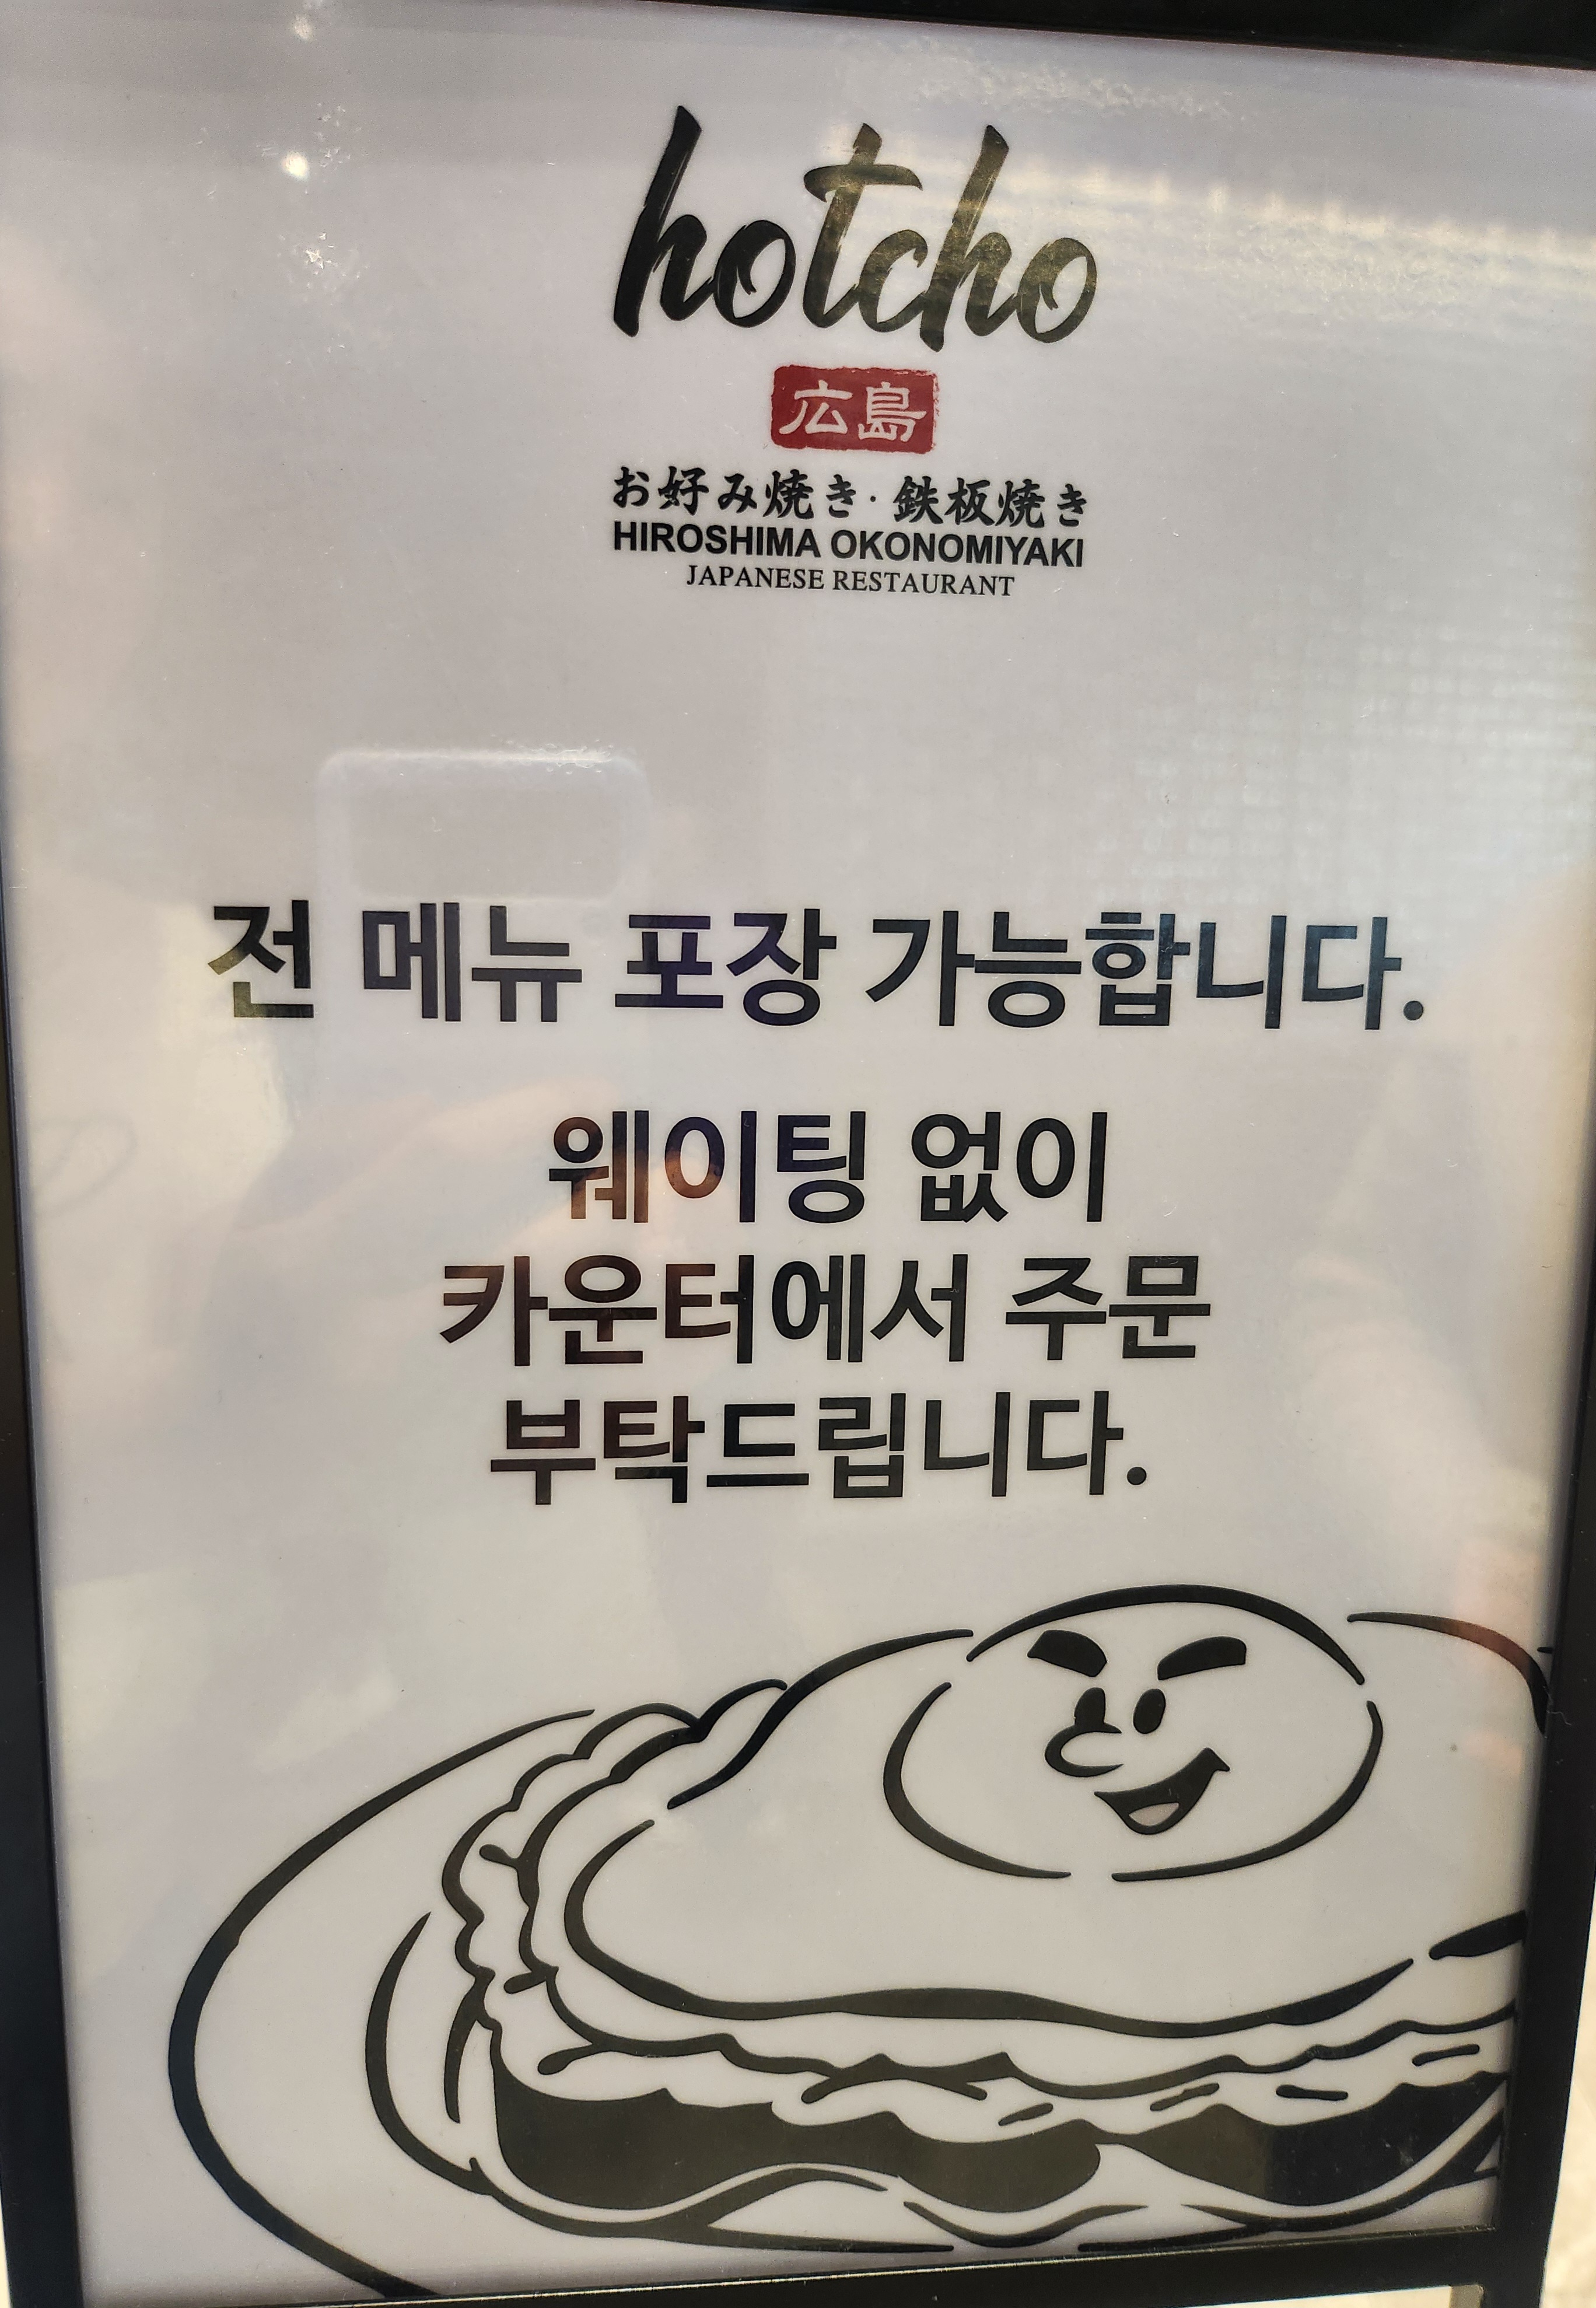 hotcho
広島
お好み焼き・鉄板焼き
HIROSHIMA OKONOMIYAKI
JAPANESE RESTAURANT
전 메뉴 포장 가능합니다.
웨이팅 없이
카운터에서 주문
부탁드립니다.